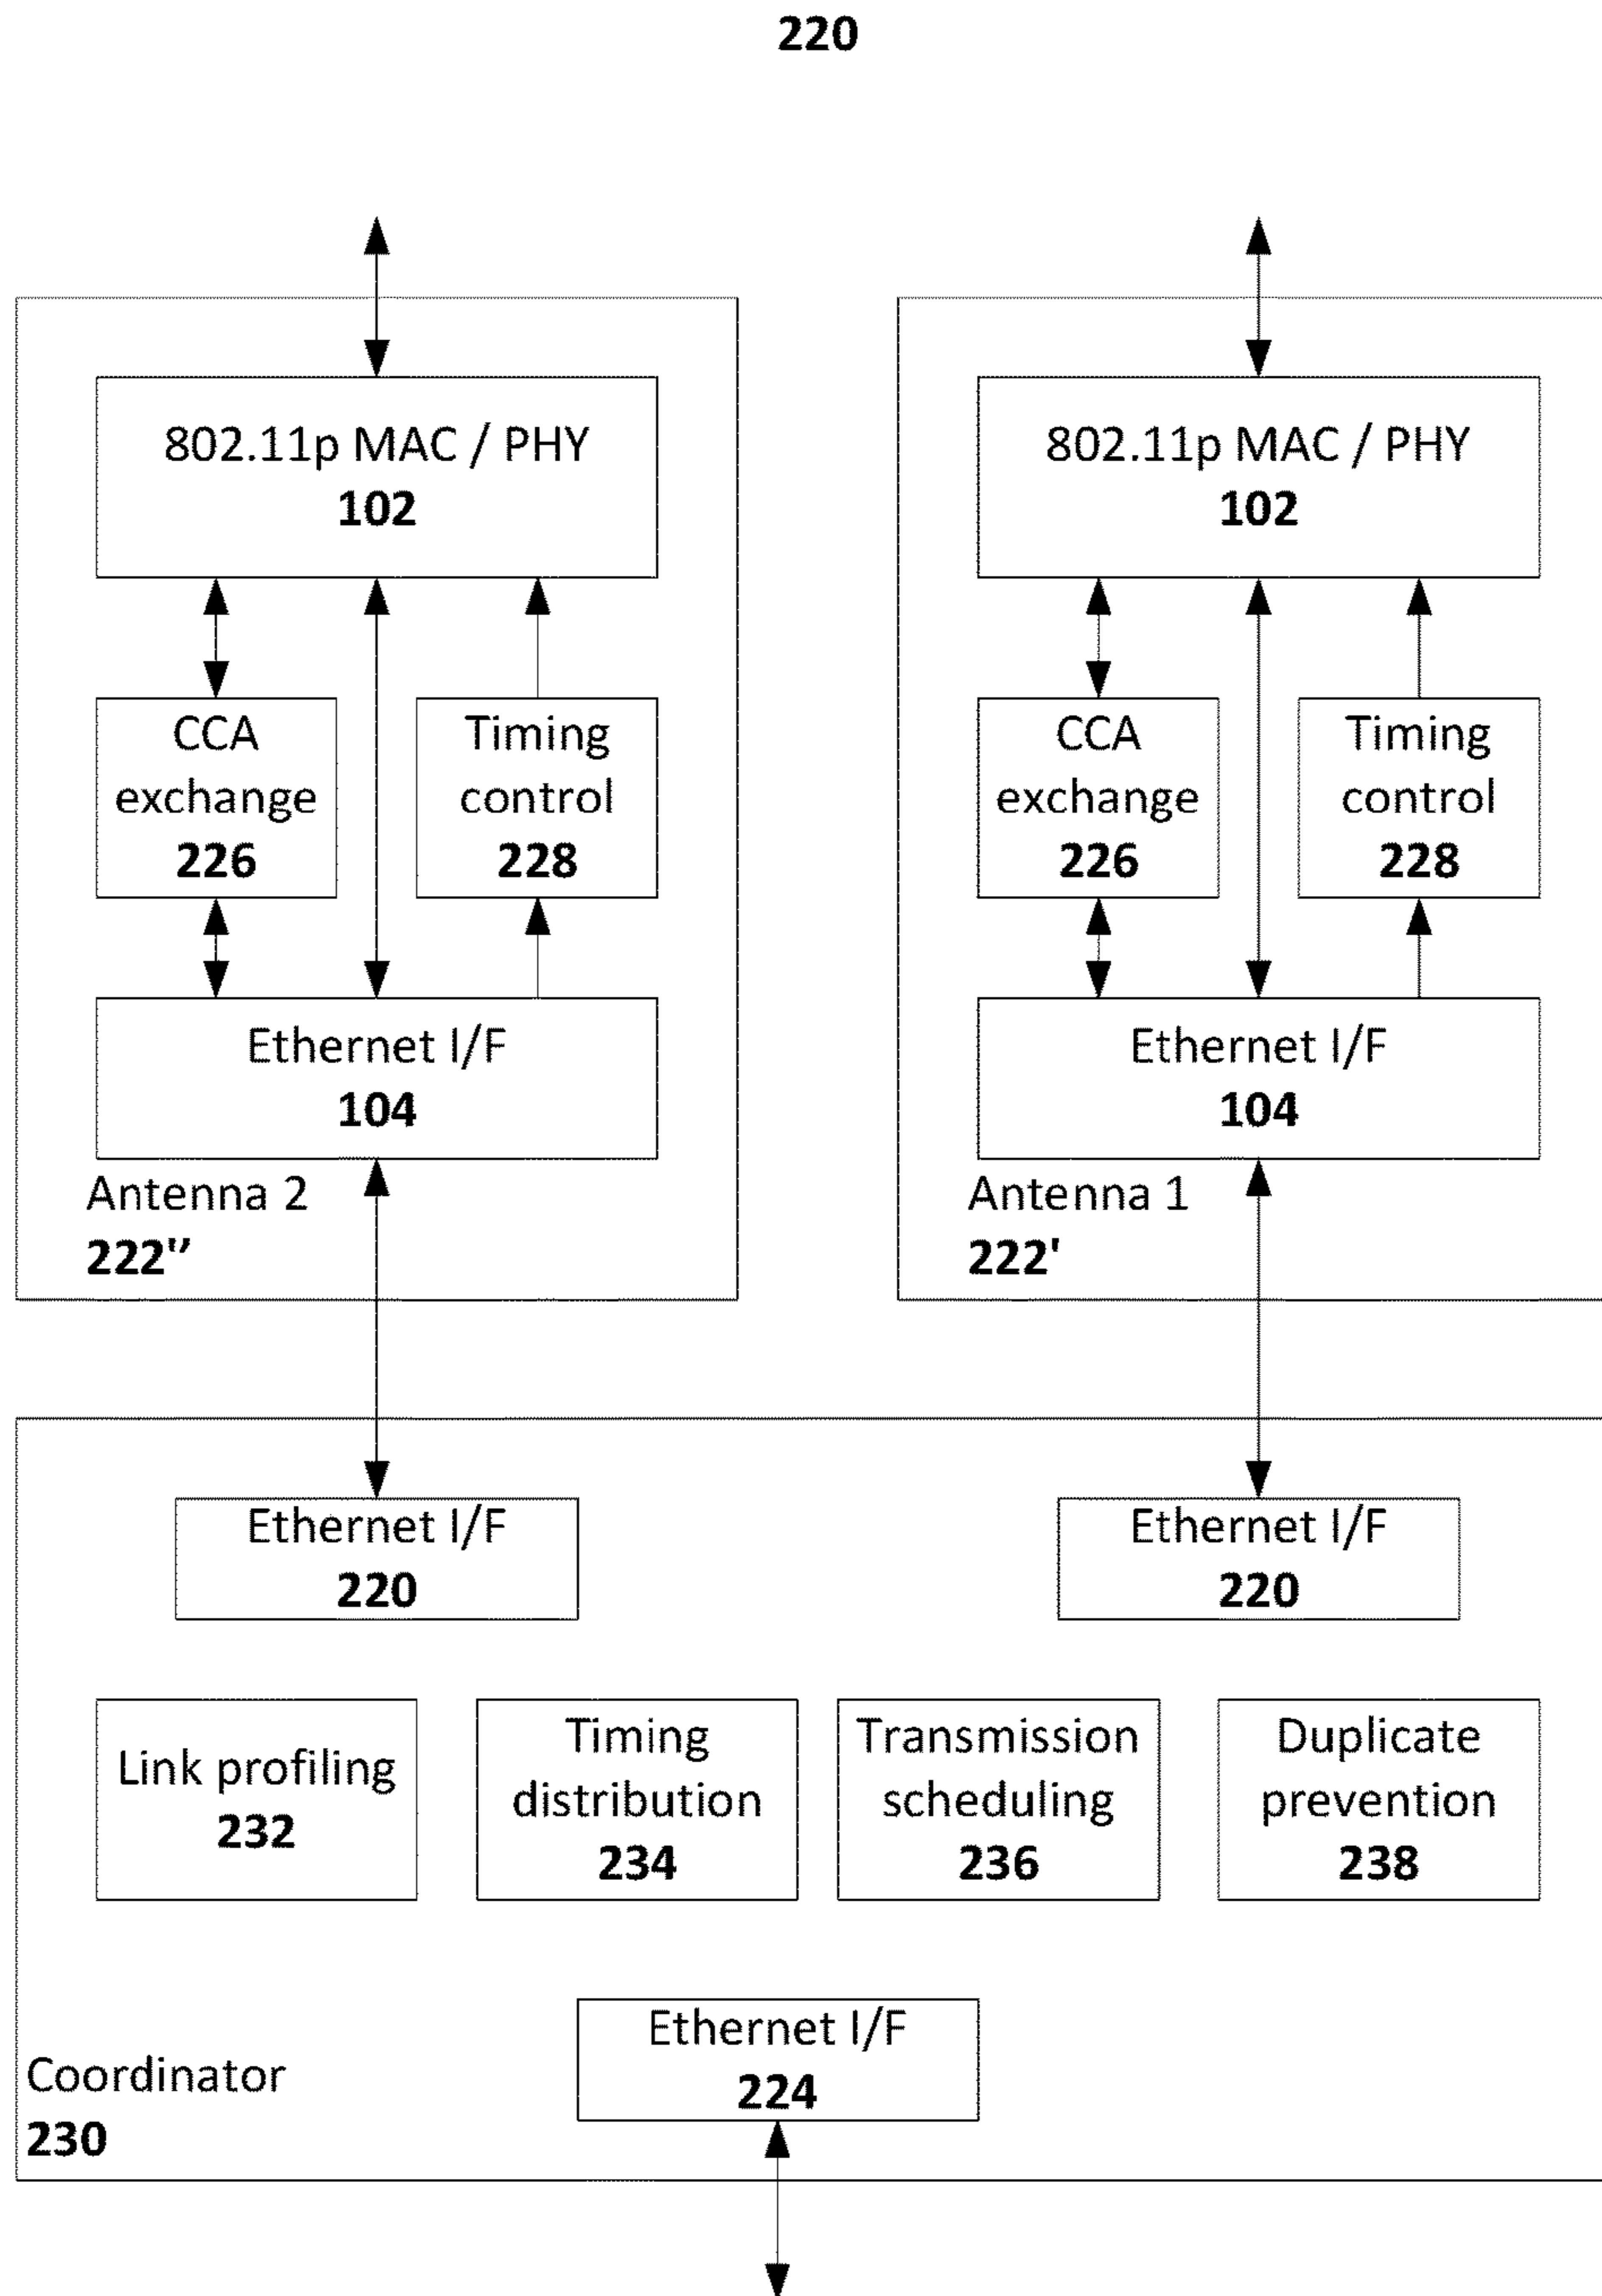 220
802.11p MAC / PHY
102
CCA
exchange
226
Timing
control
228
Ethernet I/F
104
Antenna 2
222"
802.11p MAC / PHY
102
CCA
exchange
226
Timing
control
228
Ethernet I/F
104
Antenna 1
222'
Ethernet I/F
220
Ethernet I/F
220
Link profiling
232
Timing
distribution
234
Transmission
scheduling
236
Duplicate
prevention
238
Ethernet I/F
224
Coordinator
230